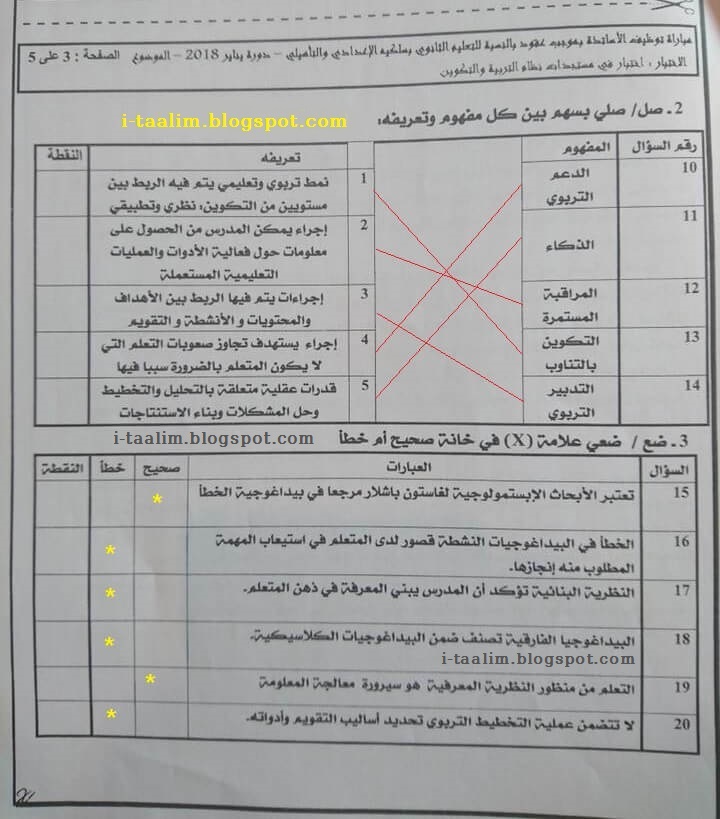 مباراة توظيف الأساتذة بموجب عقود بالنسبة للتعليم الثانوي بسلكيه الإعدادي والتأهيلي – دورة يناير 2018 – الموضوع الصفحة : 3 على 5
الاختبار : اختبار في مستجدات نظام التربية والتكوين
i-taalim.blogspot.com
2 ـ صل/ صلي بسهم بين كل مفهوم وتعريفه:
رقم السؤال المفهوم تعريفه النقطة
10 الدعم التربوي
1 نمط تربوي وتعليمي يتم فيه الربط بين
مستويين من التكوين: نظري وتطبيقي
11 الذكاء
2 إجراء يمكن المدرس من الحصول على
معلومات حول فعالية الأدوات والعمليات
التعليمية المستعملة
12 المراقبة المستمرة
3 إجراءات يتم فيها الربط بين الأهداف
والمحتويات و الأنشطة و التقويم
13 التكوين بالتناوب
4 إجراء يستهدف تجاوز صعوبات التعلم التي
لا يكون المتعلم بالضرورة سببا فيها
14 التدبير التربوي
5 قدرات عقلية متعلقة بالتحليل والتخطيط
وحل المشكلات وبناء الاستنتاجات
3 ـ ضع / ضعي علامة (X) في خانة صحيح أم خطأ
i-taalim.blogspot.com
السؤال العبارات صحيح خطأ النقطة
15 تعتبر الأبحاث الإبستمولوجية لغاستون باشلار مرجعا في بيداغوجية الخطأ *
16 الخطأ في البيداغوجيات النشطة قصور لدى المتعلم في استيعاب المهمة
المطلوب منه إنجازها. *
17 النظرية البنائية تؤكد أن المدرس يبني المعرفة في ذهن المتعلم. *
18 البيداغوجيا الفارقية تصنف ضمن البيداغوجيات الكلاسيكية. *
i-taalim.blogspot.com
19 التعلم من منظور النظرية المعرفية هو سيرورة معالجة المعلومة *
20 لا تتضمن عملية التخطيط التربوي تحديد أساليب التقويم وأدواته. *